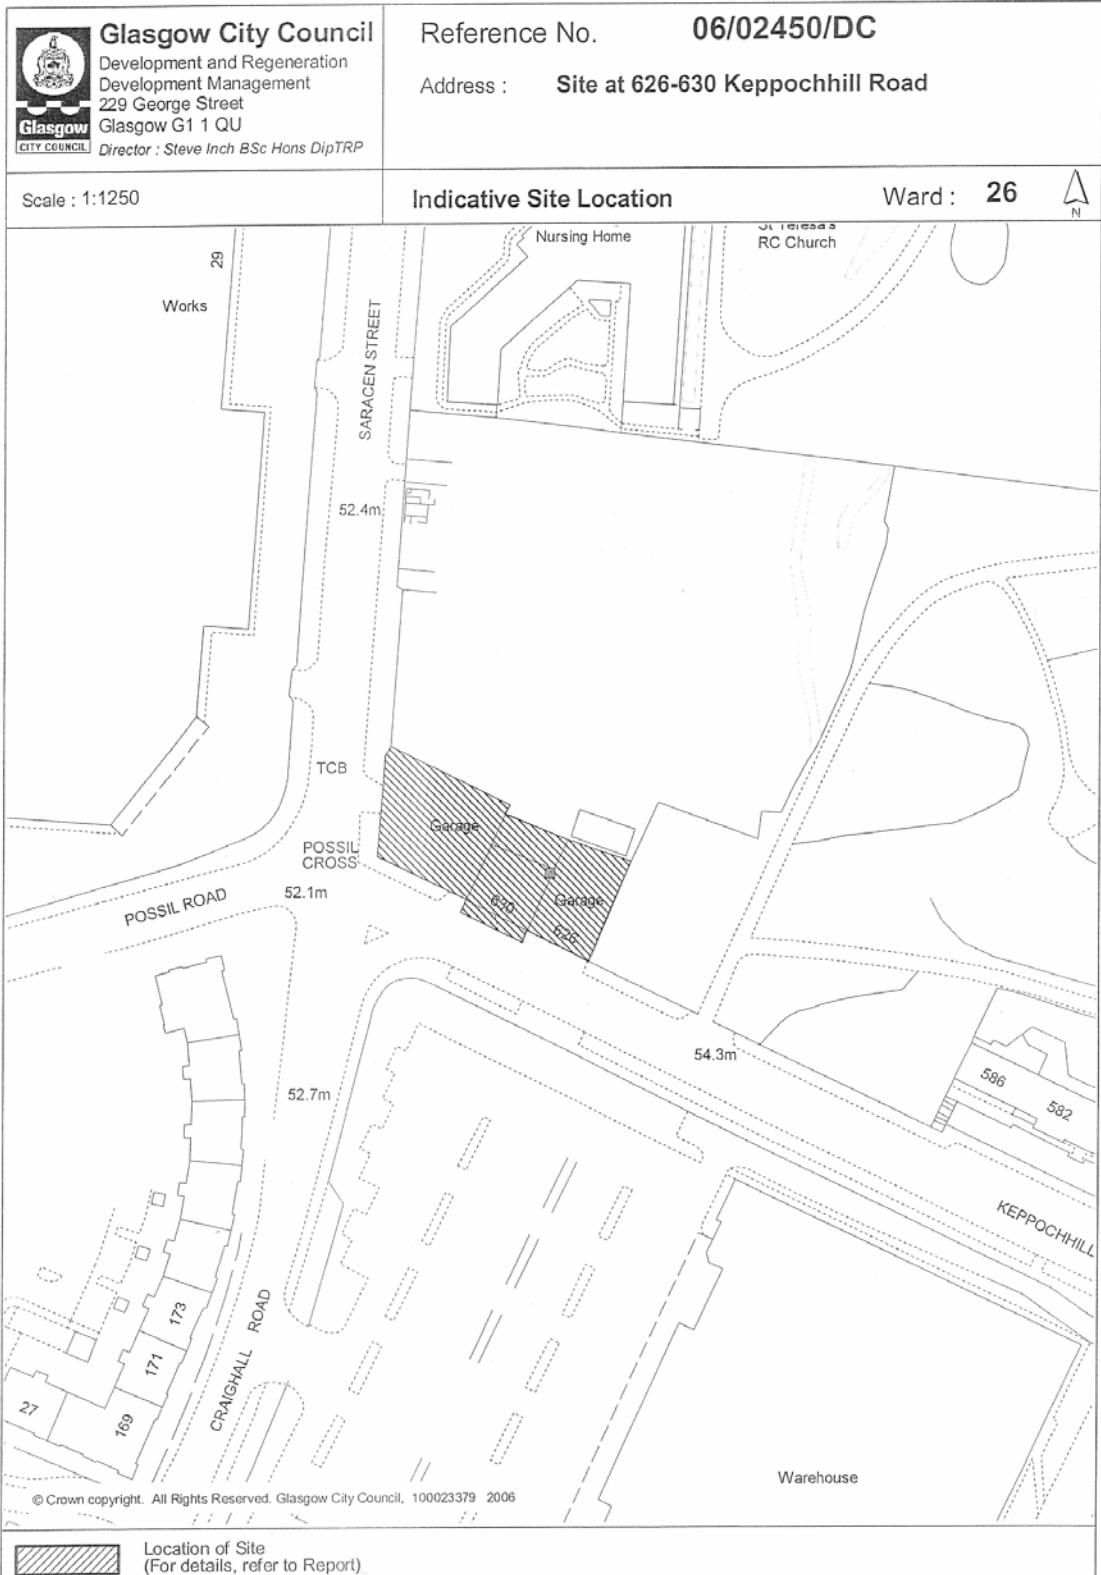 Glasgow City Council
Development and Regeneration
Development Management
229 George Street
Glasgow G1 1 QU
Director : Steve Inch BSc Hons DipTRP
Glasgow
CITY COUNCIL
Reference No. 06/02450/DC
Address : Site at 626-630 Keppochhill Road
Scale : 1:1250
Indicative Site Location
Ward : 26
N
Nursing Home
St Teresa's
RC Church
29
Works
SARACEN STREET
52.4m
TCB
Garage
POSSIL
CROSS
POSSIL ROAD
52.1m
630
Garage
626
54.3m
52.7m
586
582
KEPPOCHHILL
173
171
169
27
CRAIGHALL ROAD
Warehouse
© Crown copyright. All Rights Reserved. Glasgow City Council, 100023379 2006
Location of Site
(For details, refer to Report)